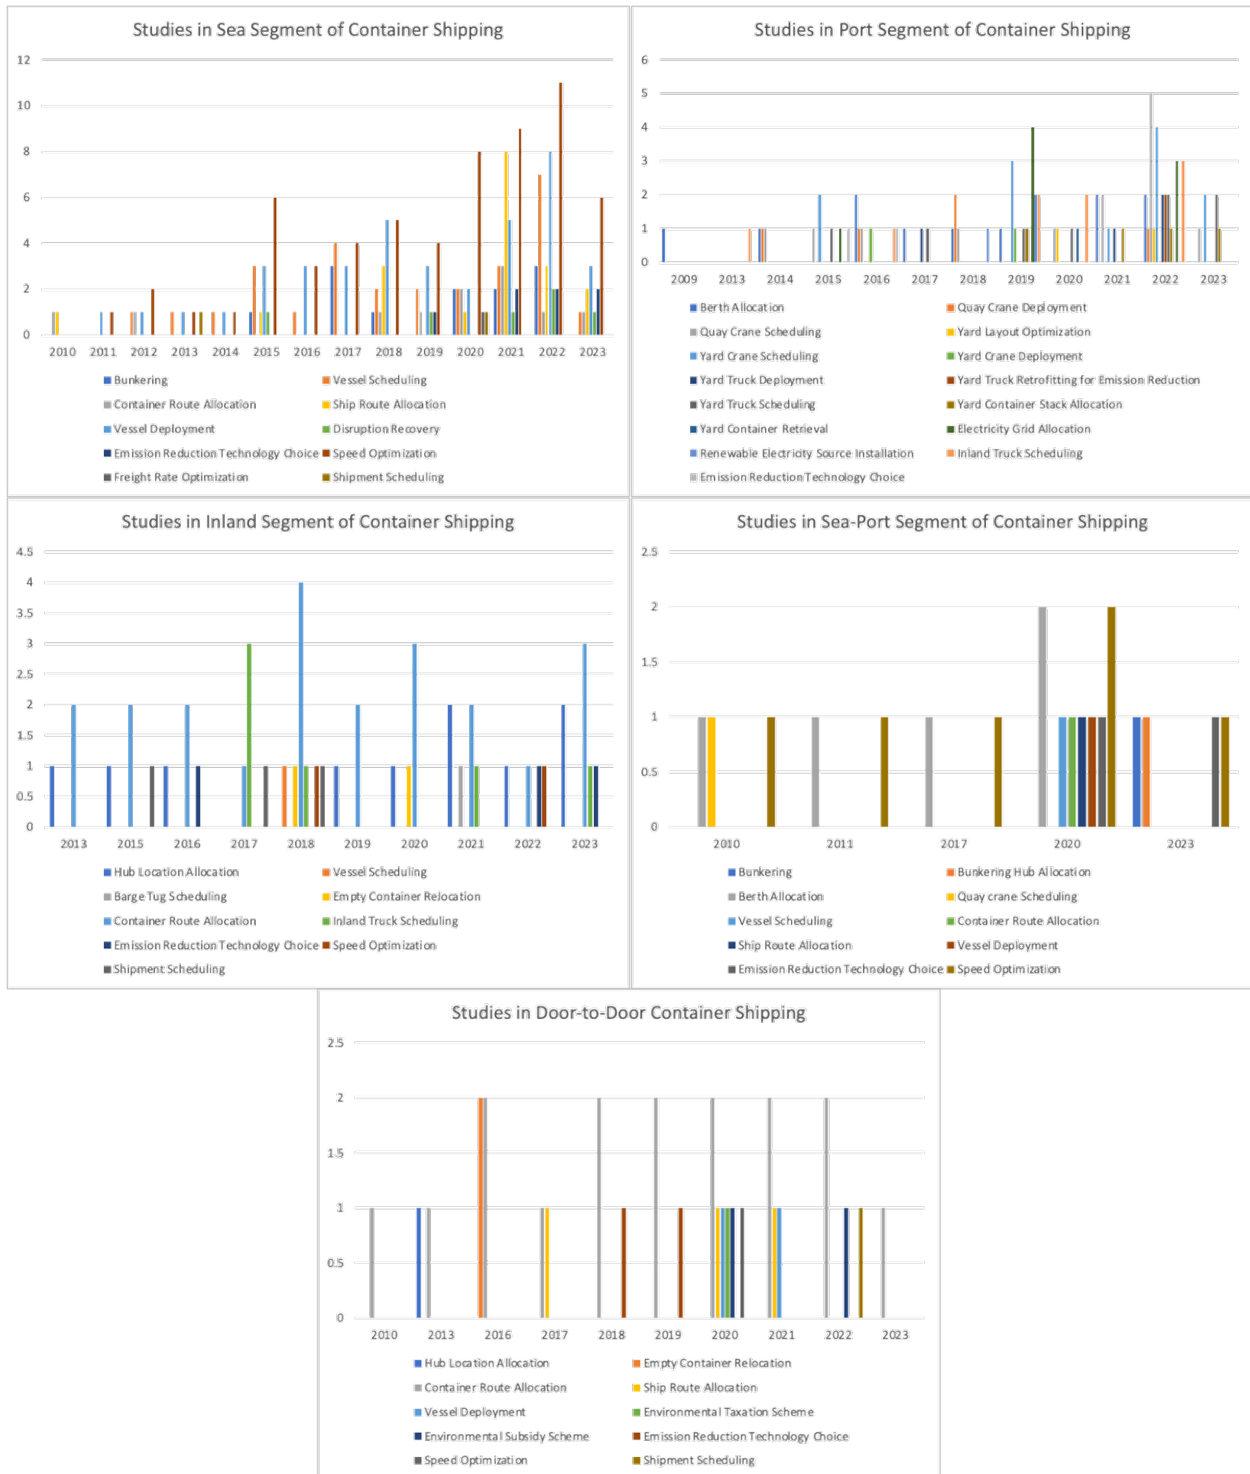 Studies in Sea Segment of Container Shipping
12
10
8
6
4
2
0
2010 2011 2012 2013 2014 2015 2016 2017 2018 2019 2020 2021 2022 2023
Bunkering Vessel Scheduling
Container Route Allocation Ship Route Allocation
Vessel Deployment Disruption Recovery
Emission Reduction Technology Choice Speed Optimization
Freight Rate Optimization Shipment Scheduling
Studies in Port Segment of Container Shipping
6
5
4
3
2
1
0
2009 2013 2014 2015 2016 2017 2018 2019 2020 2021 2022 2023
Berth Allocation Quay Crane Deployment
Quay Crane Scheduling Yard Layout Optimization
Yard Crane Scheduling Yard Crane Deployment
Yard Truck Deployment Yard Truck Retrofitting for Emission Reduction
Yard Truck Scheduling Yard Container Stack Allocation
Yard Container Retrieval Electricity Grid Allocation
Renewable Electricity Source Installation Inland Truck Scheduling
Emission Reduction Technology Choice
Studies in Inland Segment of Container Shipping
4.5
4
3.5
3
2.5
2
1.5
1
0.5
0
2013 2015 2016 2017 2018 2019 2020 2021 2022 2023
Hub Location Allocation Vessel Scheduling
Barge Tug Scheduling Empty Container Relocation
Container Route Allocation Inland Truck Scheduling
Emission Reduction Technology Choice Speed Optimization
Shipment Scheduling
Studies in Sea-Port Segment of Container Shipping
2.5
2
1.5
1
0.5
0
2010 2011 2017 2020 2023
Bunkering Bunkering Hub Allocation
Berth Allocation Quay crane Scheduling
Vessel Scheduling Container Route Allocation
Ship Route Allocation Vessel Deployment
Emission Reduction Technology Choice Speed Optimization
Studies in Door-to-Door Container Shipping
2.5
2
1.5
1
0.5
0
2010 2013 2016 2017 2018 2019 2020 2021 2022 2023
Hub Location Allocation Empty Container Relocation
Container Route Allocation Ship Route Allocation
Vessel Deployment Environmental Taxation Scheme
Environmental Subsidy Scheme Emission Reduction Technology Choice
Speed Optimization Shipment Scheduling